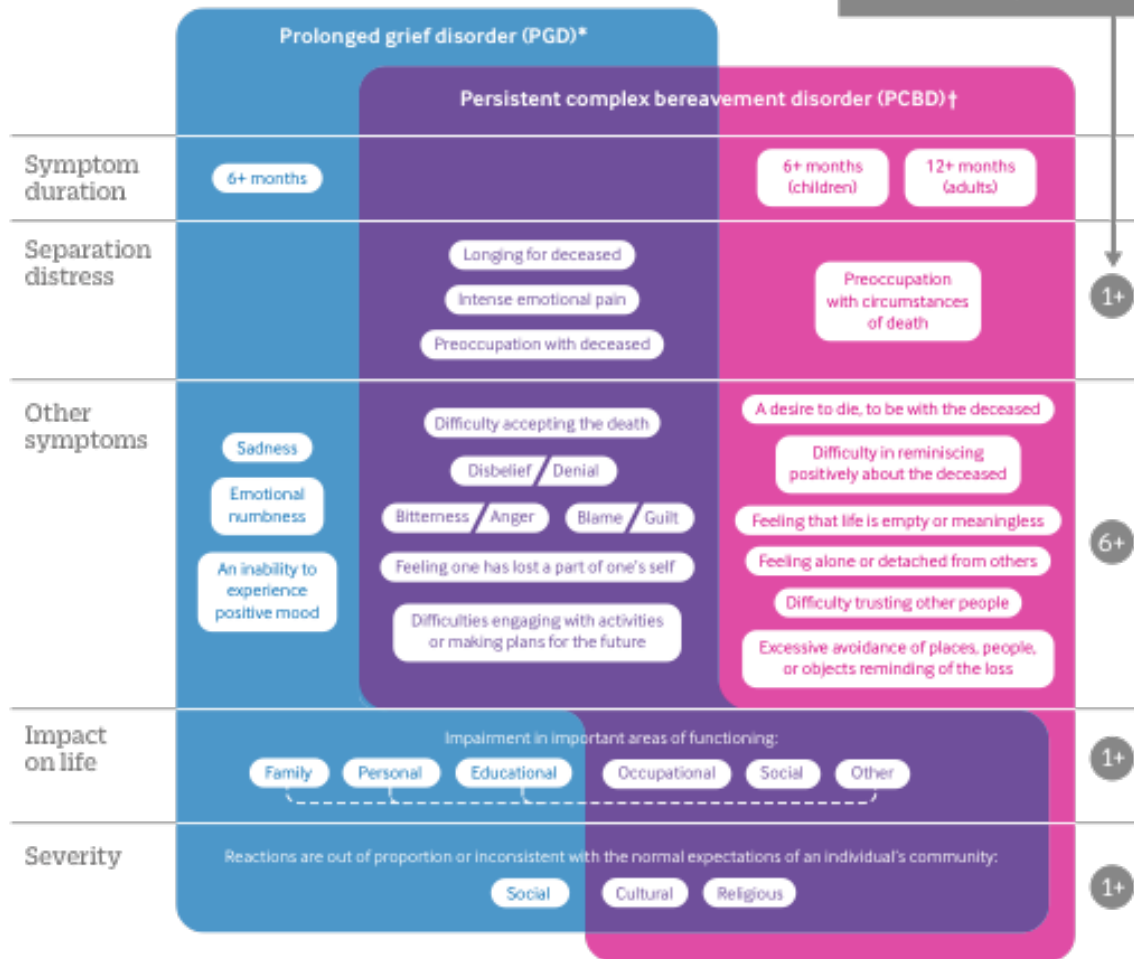 Prolonged grief disorder (PGD)*
Persistent complex bereavement disorder (PCBD)†
Symptom
duration
6+ months
6+ months
(children)
12+ months
(adults)
Separation
distress
Longing for deceased
Intense emotional pain
Preoccupation with deceased
Preoccupation
with circumstances
of death
1+
Other
symptoms
Sadness
Emotional
numbness
An inability to
experience
positive mood
Difficulty accepting the death
Disbelief / Denial
Bitterness / Anger
Blame / Guilt
Feeling one has lost a part of one's self
Difficulties engaging with activities
or making plans for the future
A desire to die, to be with the deceased
Difficulty in reminiscing
positively about the deceased
Feeling that life is empty or meaningless
Feeling alone or detached from others
Difficulty trusting other people
Excessive avoidance of places, people,
or objects reminding of the loss
6+
Impact
on life
Impairment in important areas of functioning:
Family
Personal
Educational
Occupational
Social
Other
1+
Severity
Reactions are out of proportion or inconsistent with the normal expectations of an individual's community:
Social
Cultural
Religious
1+